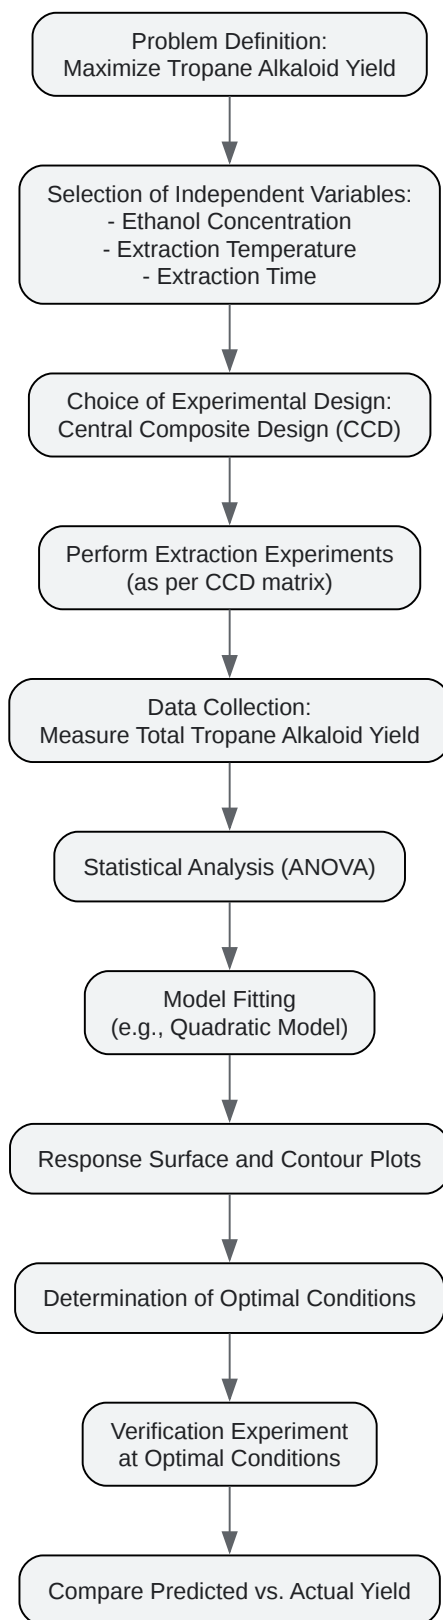 Problem Definition:
Maximize Tropane Alkaloid Yield
Selection of Independent Variables:
- Ethanol Concentration
- Extraction Temperature
- Extraction Time
Choice of Experimental Design:
Central Composite Design (CCD)
Perform Extraction Experiments
(as per CCD matrix)
Data Collection:
Measure Total Tropane Alkaloid Yield
Statistical Analysis (ANOVA)
Model Fitting
(e.g., Quadratic Model)
Response Surface and Contour Plots
Determination of Optimal Conditions
Verification Experiment
at Optimal Conditions
Compare Predicted vs. Actual Yield